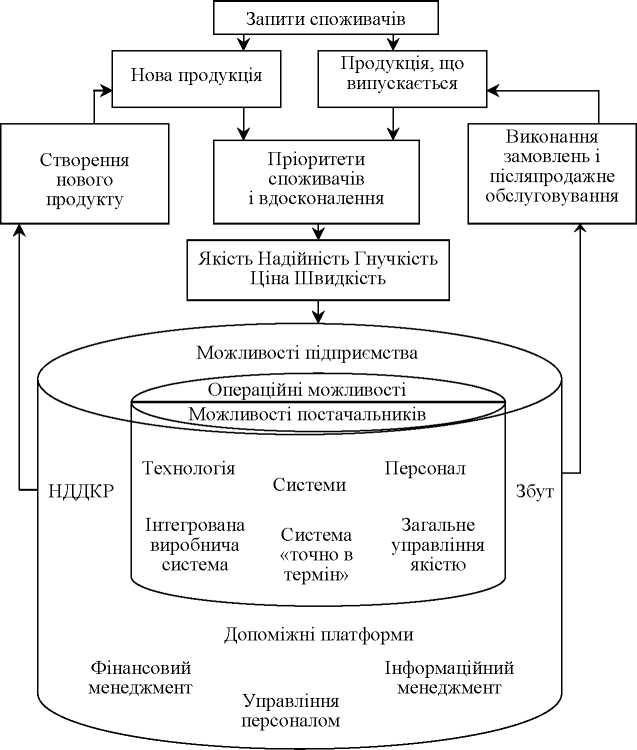 Запити споживачів
Нова продукція
Продукція, що
випускається
Створення
нового
продукту
Пріоритети
споживачів
і вдосконалення
Виконання
замовлень і
післяпродажне
обслуговування
Якість Надійність Гнучкість
Ціна Швидкість
Можливості підприємства
Операційні можливості
Можливості постачальників
НДДКР
Технологія
Системи
Персонал
Збут
Інтегрована
виробнича
система
Система
«точно в
термін»
Загальне
управління
якістю
Допоміжні платформи
Фінансовий
менеджмент
Управління
персоналом
Інформаційний
менеджмент